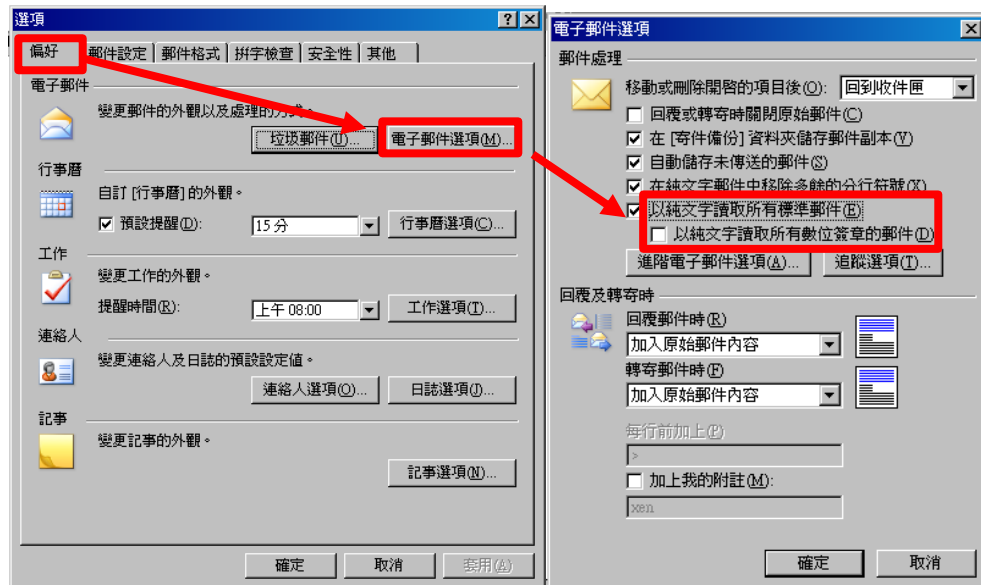 選項
偏好
郵件設定
郵件格式
拼字檢查
安全性
其他
電子郵件
變更郵件的外觀以及處理的方式。
垃圾郵件(U)...
電子郵件選項(M)...
行事曆
自訂 [行事曆] 的外觀。
預設提醒(D):
15 分
行事曆選項(C)...
工作
變更工作的外觀。
提醒時間(R):
上午 08:00
工作選項(T)...
連絡人
變更連絡人及日誌的預設設定值。
連絡人選項(O)...
日誌選項(J)...
記事
變更記事的外觀。
記事選項(N)...
確定
取消
套用(A)
電子郵件選項
郵件處理
移動或刪除開啓的項目後(O):
回到收件匣
回覆或轉寄時關閉原始郵件(C)
在 [寄件備份] 資料夾儲存郵件副本(Y)
自動儲存未傳送的郵件(S)
在純文字郵件中移除多餘的分行符號(X)
以純文字讀取所有標準郵件(E)
以純文字讀取所有數位簽章的郵件(D)
進階電子郵件選項(A)...
追蹤選項(T)...
回覆及轉寄時
回覆郵件時(R)
加入原始郵件內容
轉寄郵件時(F)
加入原始郵件內容
每行前加上(P)
>
加上我的附註(M):
xen
確定
取消